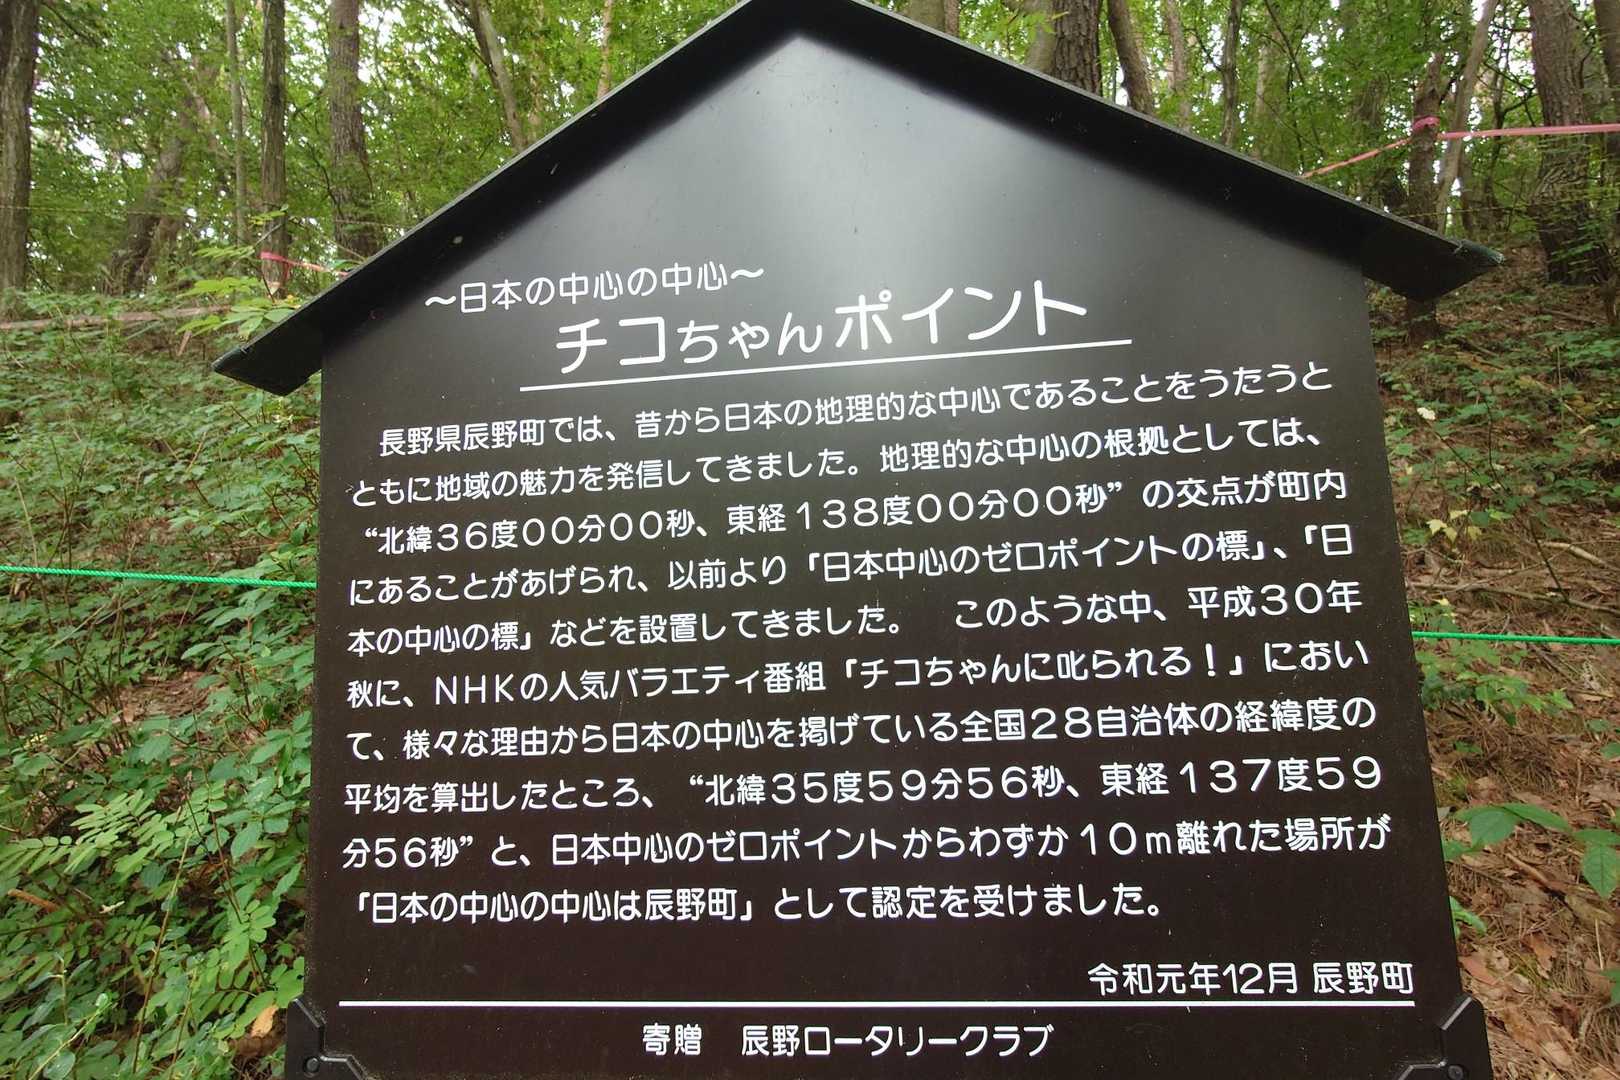 ～日本の中心の中心～
チコちゃんポイント
長野県辰野町では、昔から日本の地理的な中心であることをうたうと
ともに地域の魅力を発信してきました。地理的な中心の根拠としては、
“北緯３６度００分００秒、東経１３８度００分００秒”の交点が町内
にあることがあげられ、以前より「日本中心のゼロポイントの標」、「日
本の中心の標」などを設置してきました。　このような中、平成３０年
秋に、ＮＨＫの人気バラエティ番組「チコちゃんに叱られる！」におい
て、様々な理由から日本の中心を掲げている全国２８自治体の経緯度の
平均を算出したところ、“北緯３５度５９分５６秒、東経１３７度５９
分５６秒”と、日本中心のゼロポイントからわずか１０ｍ離れた場所が
「日本の中心の中心は辰野町」として認定を受けました。
令和元年12月 辰野町
寄贈　辰野ロータリークラブ